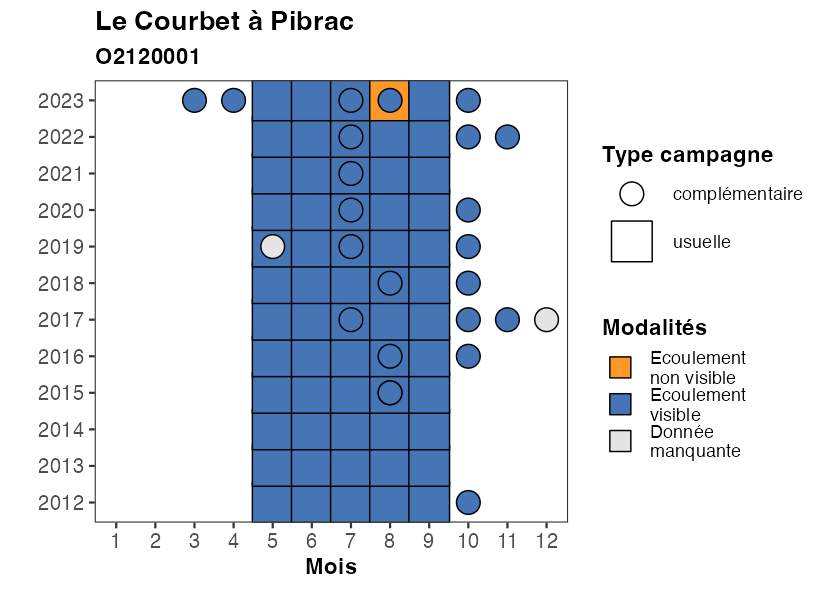 Le Courbet à Pibrac
O2120001
2023
2022
2021
2020
2019
2018
2017
2016
2015
2014
2013
2012
1 2 3 4 5 6 7 8 9 10 11 12
Mois
Type campagne
complémentaire
usuelle
Modalités
Ecoulement
non visible
Ecoulement
visible
Donnée
manquante